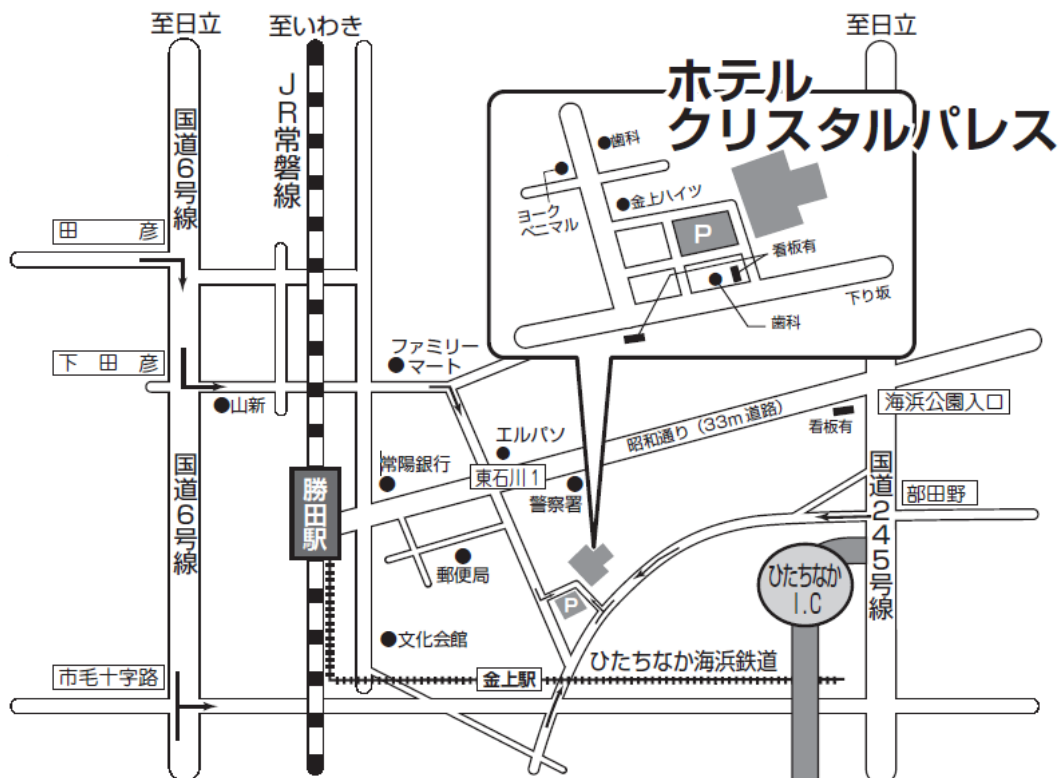 至日立
至いわき
至日立
ホテル
クリスタルパレス
国道6号線
JR常磐線
歯科
ヨーク
ベニマル
金上ハイツ
P
看板有
下り坂
歯科
田彦
下田彦
山新
ファミリー
マート
海浜公園入口
看板有
昭和通り（33m道路）
エルパソ
常陽銀行
東石川1
警察署
勝田駅
国道6号線
国道245号線
部田野
郵便局
ひたちなか
I.C
P
文化会館
ひたちなか海浜鉄道
市毛十字路
金上駅